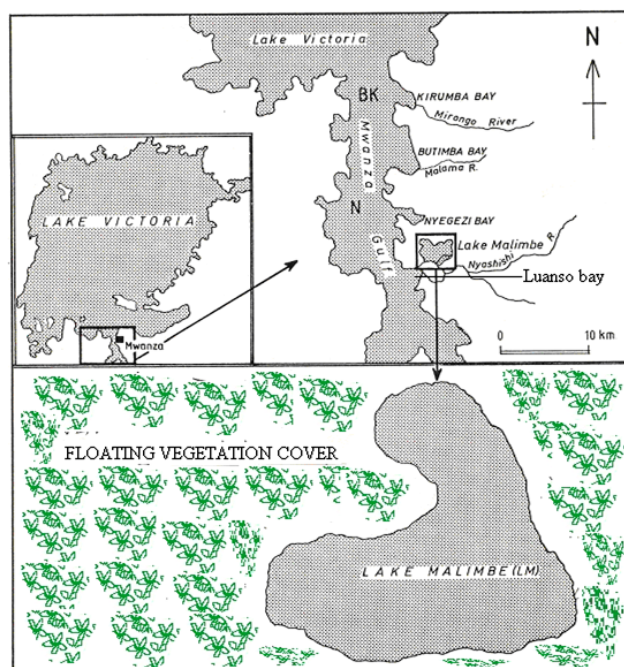 Lake Victoria
N
BK
KIRUMBA BAY
Mirongo River
Mwanza
BUTIMBA BAY
Malama R.
LAKE VICTORIA
N
NYEGEZI BAY
Gulf
Lake Malimbe
Nyashishi R
Luanso bay
Mwanza
0 10 km
FLOATING VEGETATION COVER
LAKE MALIMBE (LM)